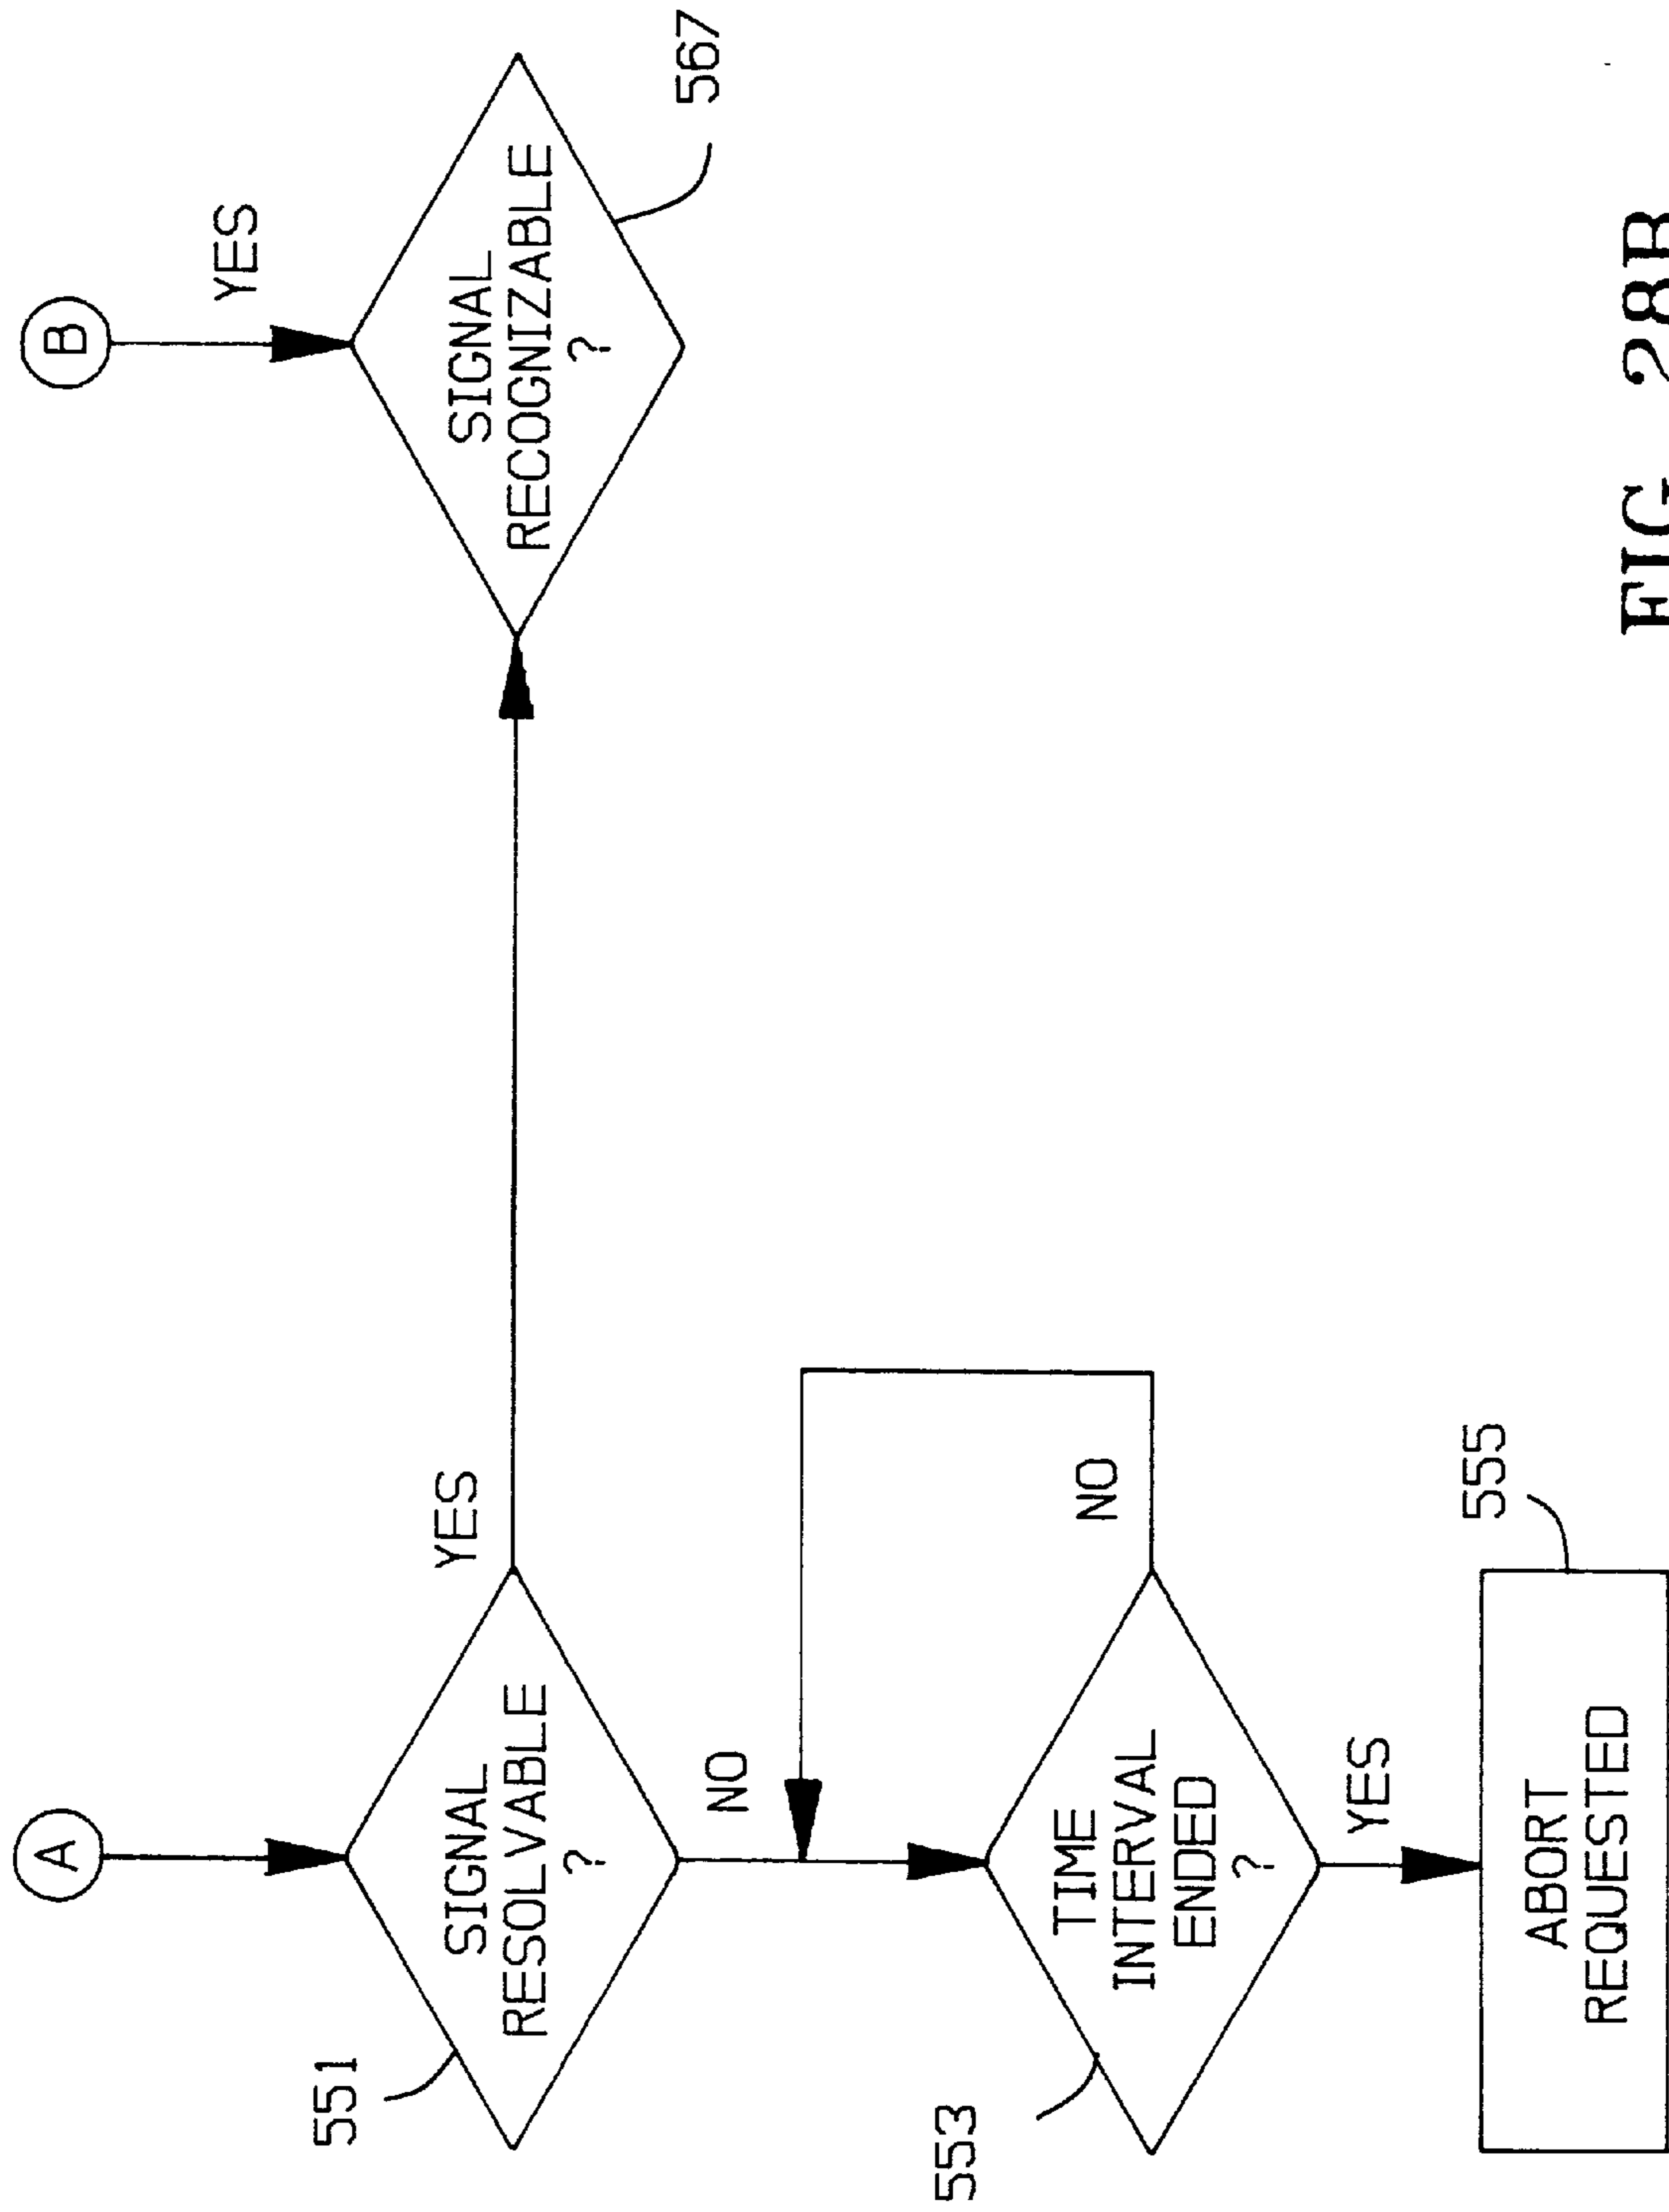 A
B
YES
551
SIGNAL
RESOLVABLE
?
YES
SIGNAL
RECOGNIZABLE
?
567
NO
553
TIME
INTERVAL
ENDED
?
NO
YES
555
ABORT
REQUESTED
FIG. 28B